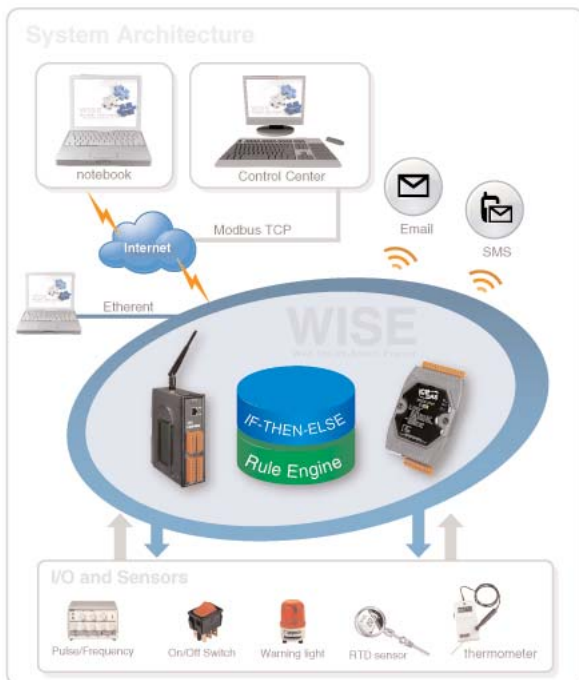 System Architecture
notebook
Control Center
Internet
Modbus TCP
Email
SMS
Etherent
WISE
IF-THEN-ELSE
Rule Engine
I/O and Sensors
Pulse/Frequency
On/Off Switch
Warning light
RTD sensor
thermometer